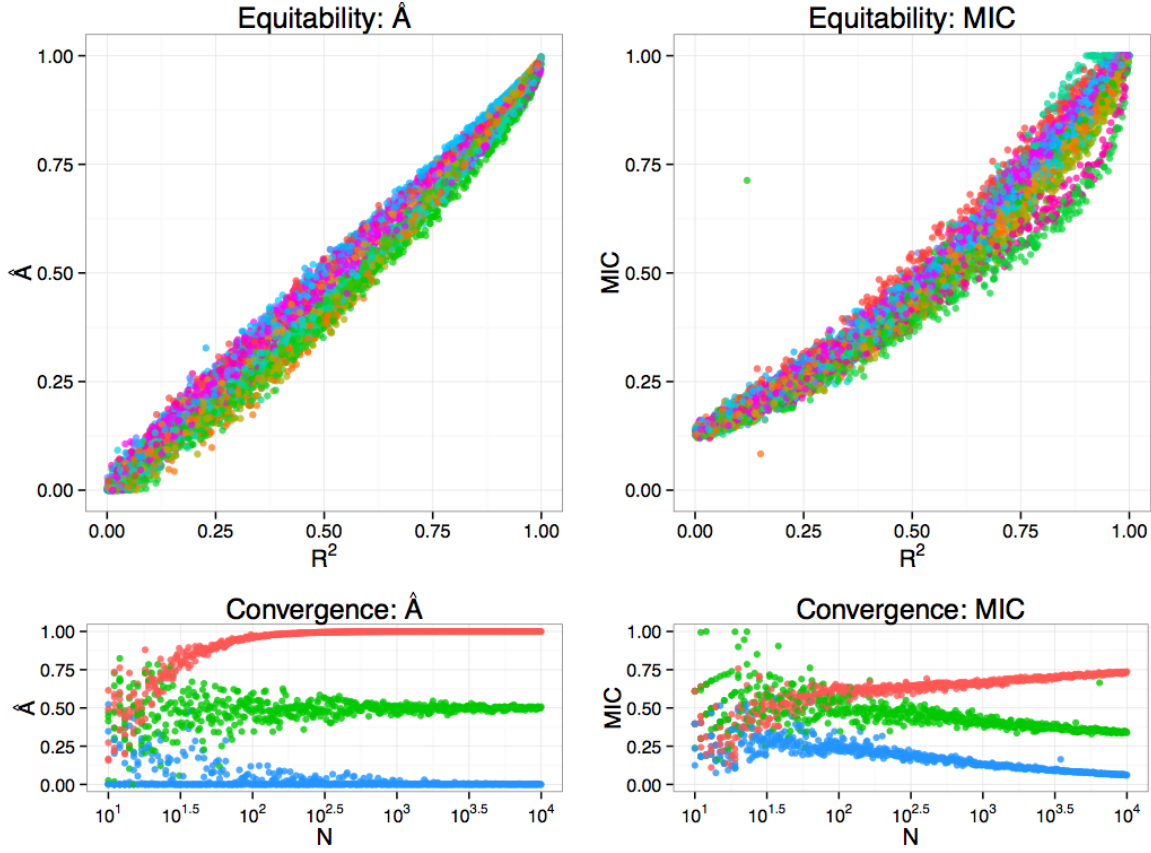 Equitability: Â
1.00
0.75
0.50
0.25
0.00
Â
0.00 0.25 0.50 0.75 1.00
R²
Equitability: MIC
1.00
0.75
0.50
0.25
0.00
MIC
0.00 0.25 0.50 0.75 1.00
R²
Convergence: Â
1.00
0.75
0.50
0.25
0.00
Â
10¹ 10¹·⁵ 10² 10²·⁵ 10³ 10³·⁵ 10⁴
N
Convergence: MIC
1.00
0.75
0.50
0.25
0.00
MIC
10¹ 10¹·⁵ 10² 10²·⁵ 10³ 10³·⁵ 10⁴
N